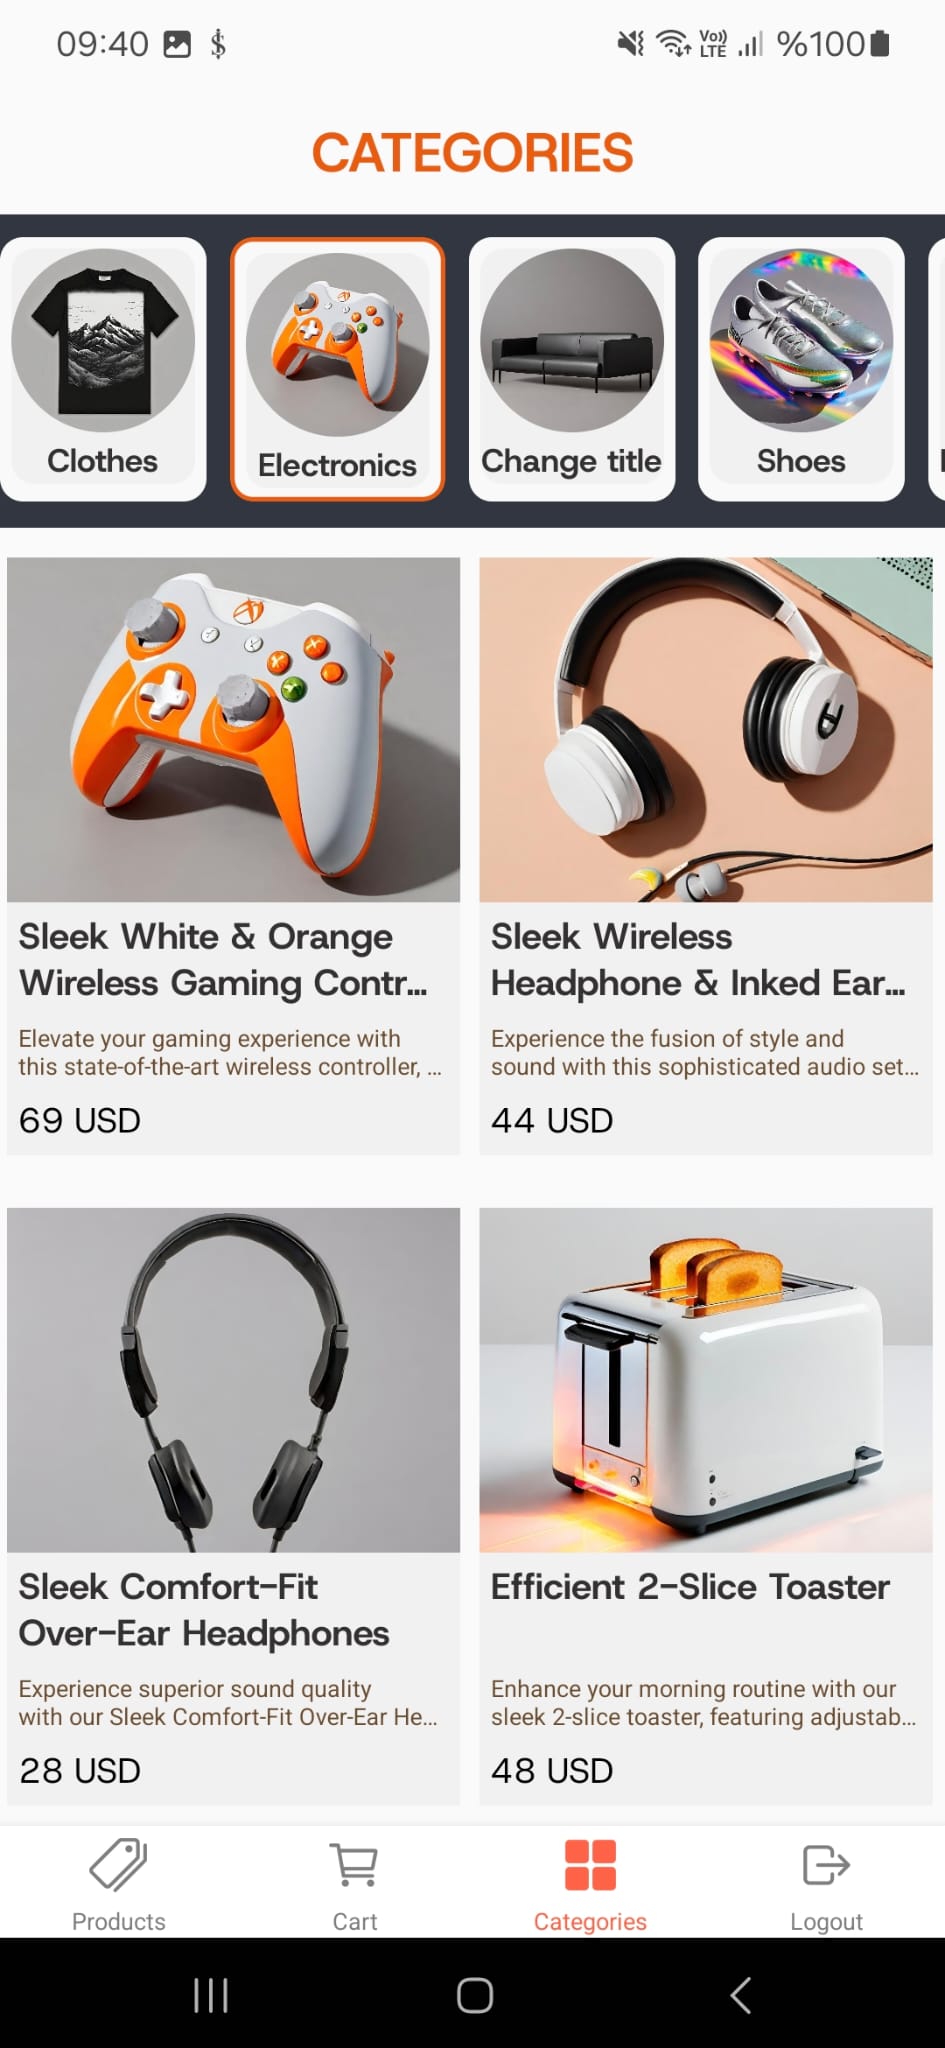 09:40
Vo)) LTE
%100
CATEGORIES
Clothes
Electronics
Change title
Shoes
Sleek White & Orange
Wireless Gaming Contr...
Elevate your gaming experience with
this state-of-the-art wireless controller, ...
69 USD
Sleek Wireless
Headphone & Inked Ear...
Experience the fusion of style and
sound with this sophisticated audio set...
44 USD
Sleek Comfort-Fit
Over-Ear Headphones
Experience superior sound quality
with our Sleek Comfort-Fit Over-Ear He...
28 USD
Efficient 2-Slice Toaster
Enhance your morning routine with our
sleek 2-slice toaster, featuring adjustab...
48 USD
Products
Cart
Categories
Logout